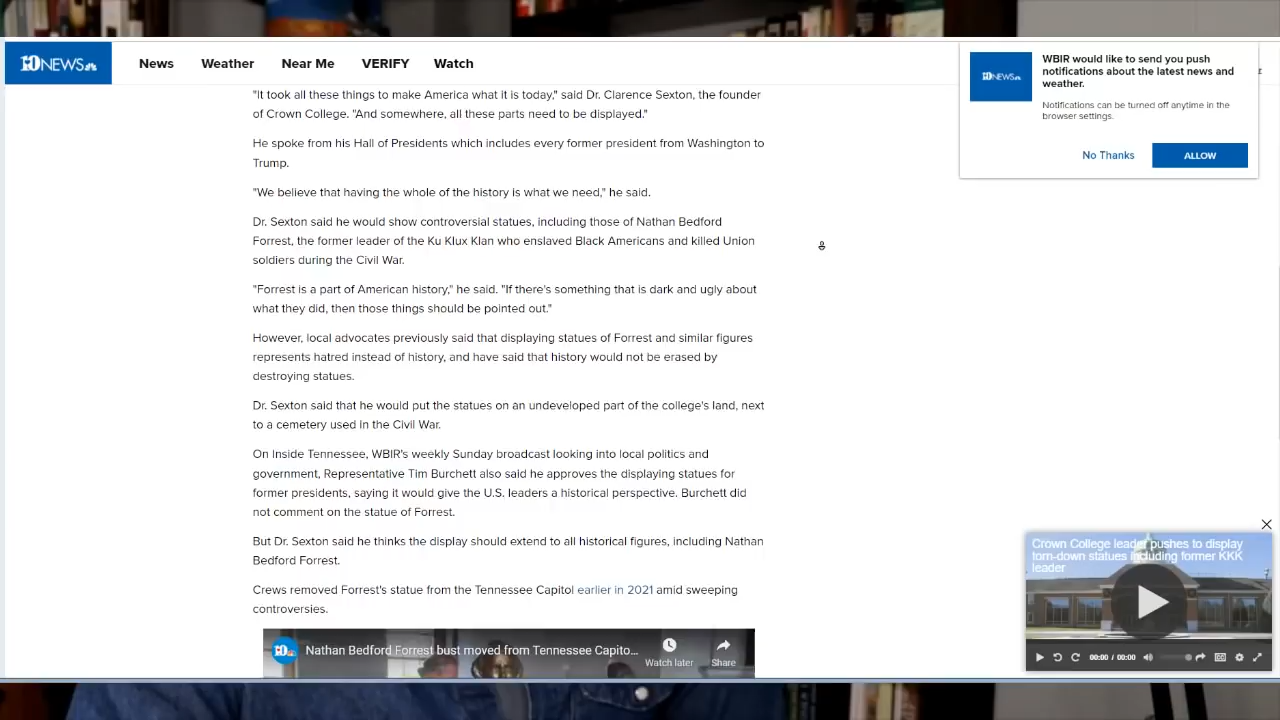 10NEWS
News
Weather
Near Me
VERIFY
Watch
WBIR would like to send you push
notifications about the latest news and
weather.
10NEWS
Notifications can be turned off anytime in the
browser settings.
No Thanks
ALLOW
"It took all these things to make America what it is today," said Dr. Clarence Sexton, the founder
of Crown College. "And somewhere, all these parts need to be displayed."
He spoke from his Hall of Presidents which includes every former president from Washington to
Trump.
"We believe that having the whole of the history is what we need," he said.
Dr. Sexton said he would show controversial statues, including those of Nathan Bedford
Forrest, the former leader of the Ku Klux Klan who enslaved Black Americans and killed Union
soldiers during the Civil War.
"Forrest is a part of American history," he said. "If there's something that is dark and ugly about
what they did, then those things should be pointed out."
However, local advocates previously said that displaying statues of Forrest and similar figures
represents hatred instead of history, and have said that history would not be erased by
destroying statues.
Dr. Sexton said that he would put the statues on an undeveloped part of the college's land, next
to a cemetery used in the Civil War.
On Inside Tennessee, WBIR's weekly Sunday broadcast looking into local politics and
government, Representative Tim Burchett also said he approves the displaying statues for
former presidents, saying it would give the U.S. leaders a historical perspective. Burchett did
not comment on the statue of Forrest.
But Dr. Sexton said he thinks the display should extend to all historical figures, including Nathan
Bedford Forrest.
Crews removed Forrest's statue from the Tennessee Capitol earlier in 2021 amid sweeping
controversies.
10
Nathan Bedford Forrest bust moved from Tennessee Capito...
Watch later
Share
Crown College leader pushes to display
torn-down statues including former KKK
leader
00:00 / 00:00